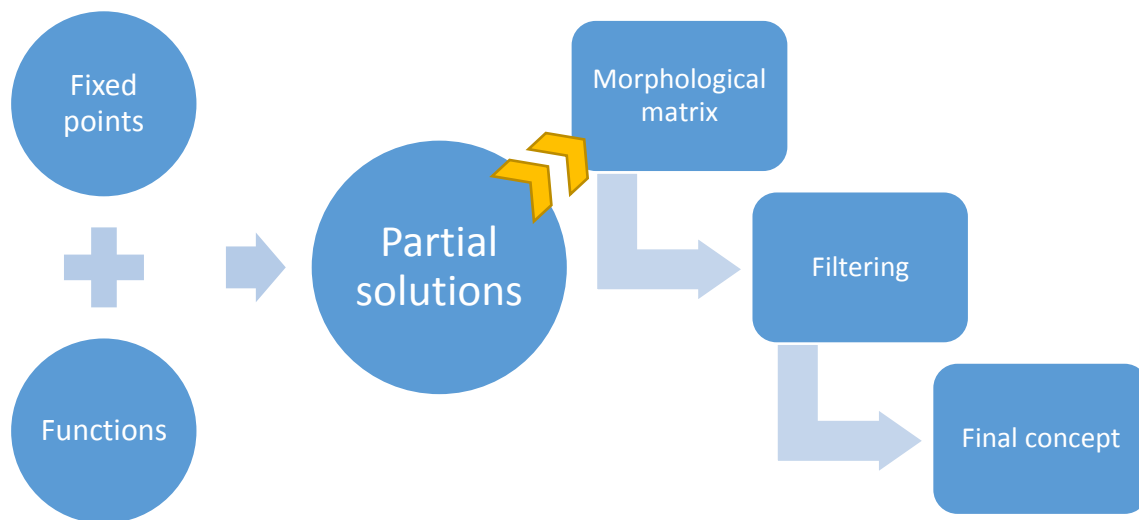 Fixed
points
Functions
Partial
solutions
Morphological
matrix
Filtering
Final concept